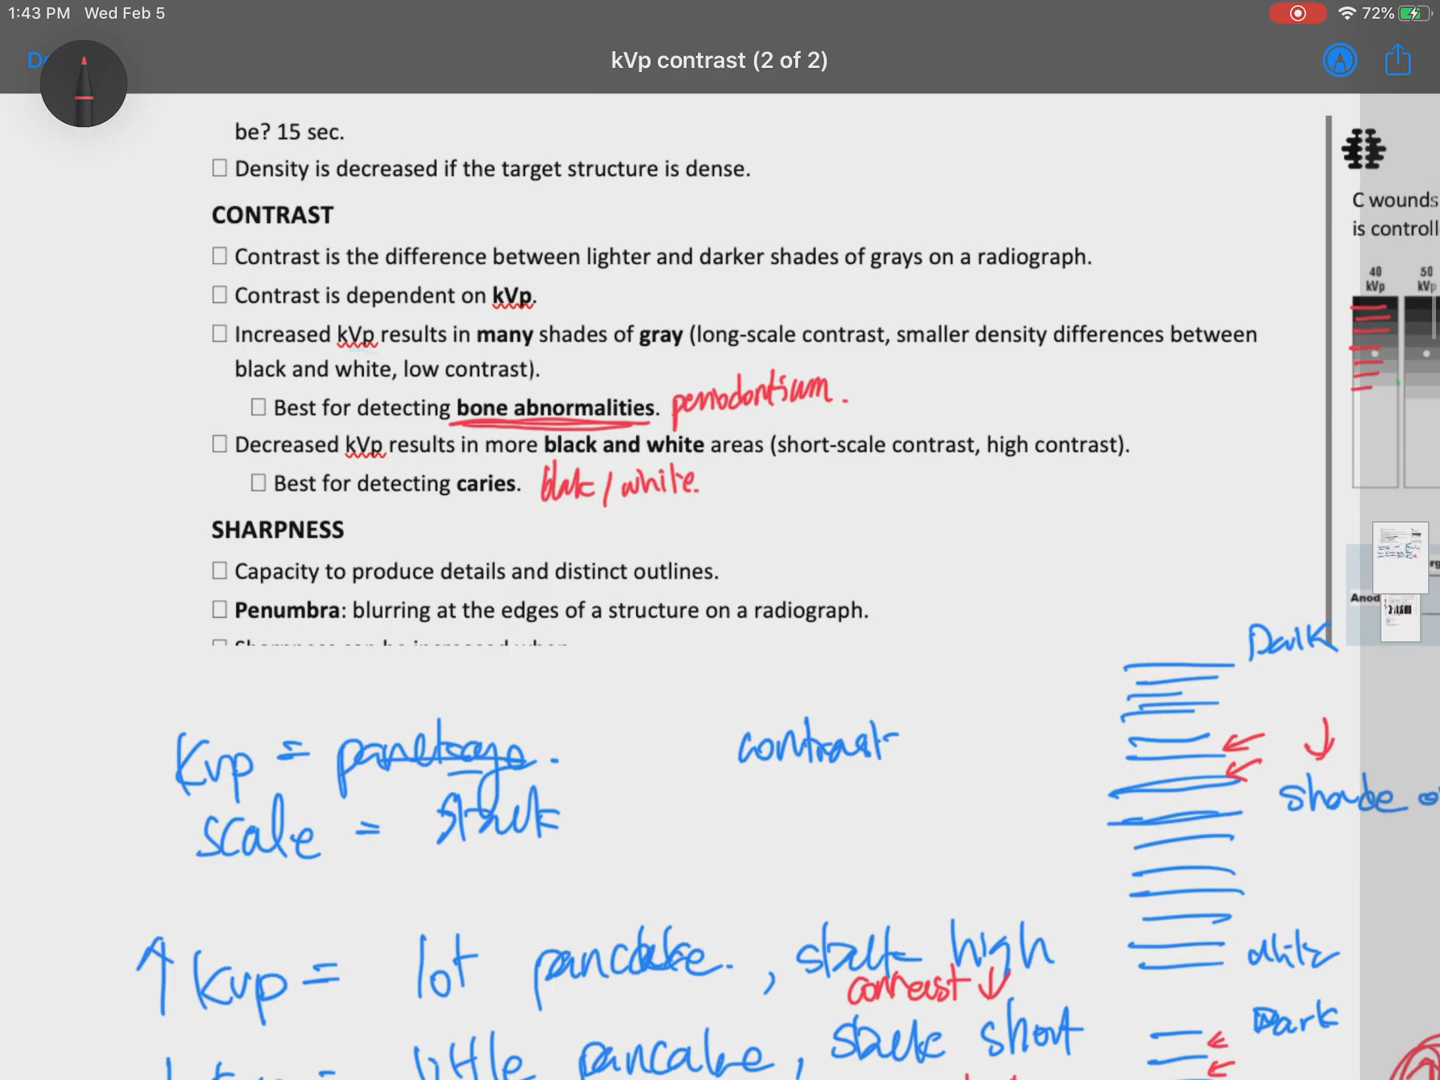 1:43 PM Wed Feb 5
72%
kVp contrast (2 of 2)
be? 15 sec.
Density is decreased if the target structure is dense.
CONTRAST
Contrast is the difference between lighter and darker shades of grays on a radiograph.
Contrast is dependent on kVp.
Increased kVp results in many shades of gray (long-scale contrast, smaller density differences between
black and white, low contrast).
Best for detecting bone abnormalities. periodontium.
Decreased kVp results in more black and white areas (short-scale contrast, high contrast).
Best for detecting caries. / white.
SHARPNESS
Capacity to produce details and distinct outlines.
Penumbra: blurring at the edges of a structure on a radiograph.
C wounds
is controll
40 50
kVp kVp
Anod
Dark
Kvp =
contrast
scale = stack
shade
↑ Kvp = lot pancake. , stack high
contrast ↓
white
Dark
little pancake, stack short